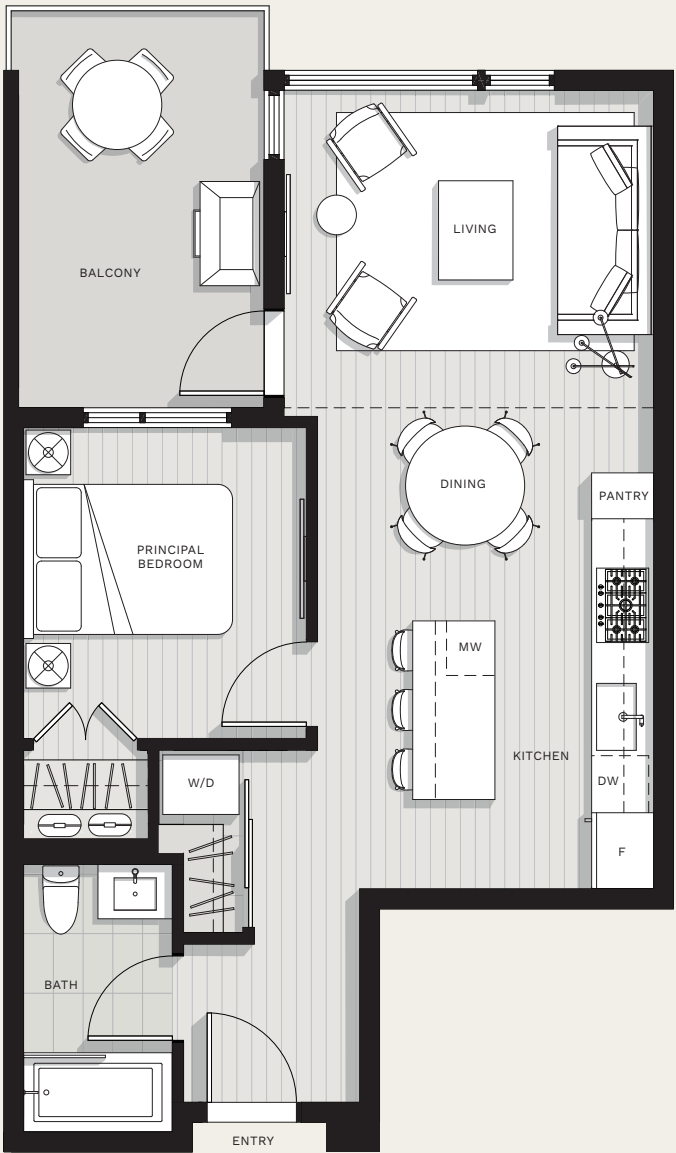 LIVING
BALCONY
DINING
PANTRY
PRINCIPAL
BEDROOM
MW
KITCHEN
W/D
DW
F
BATH
ENTRY